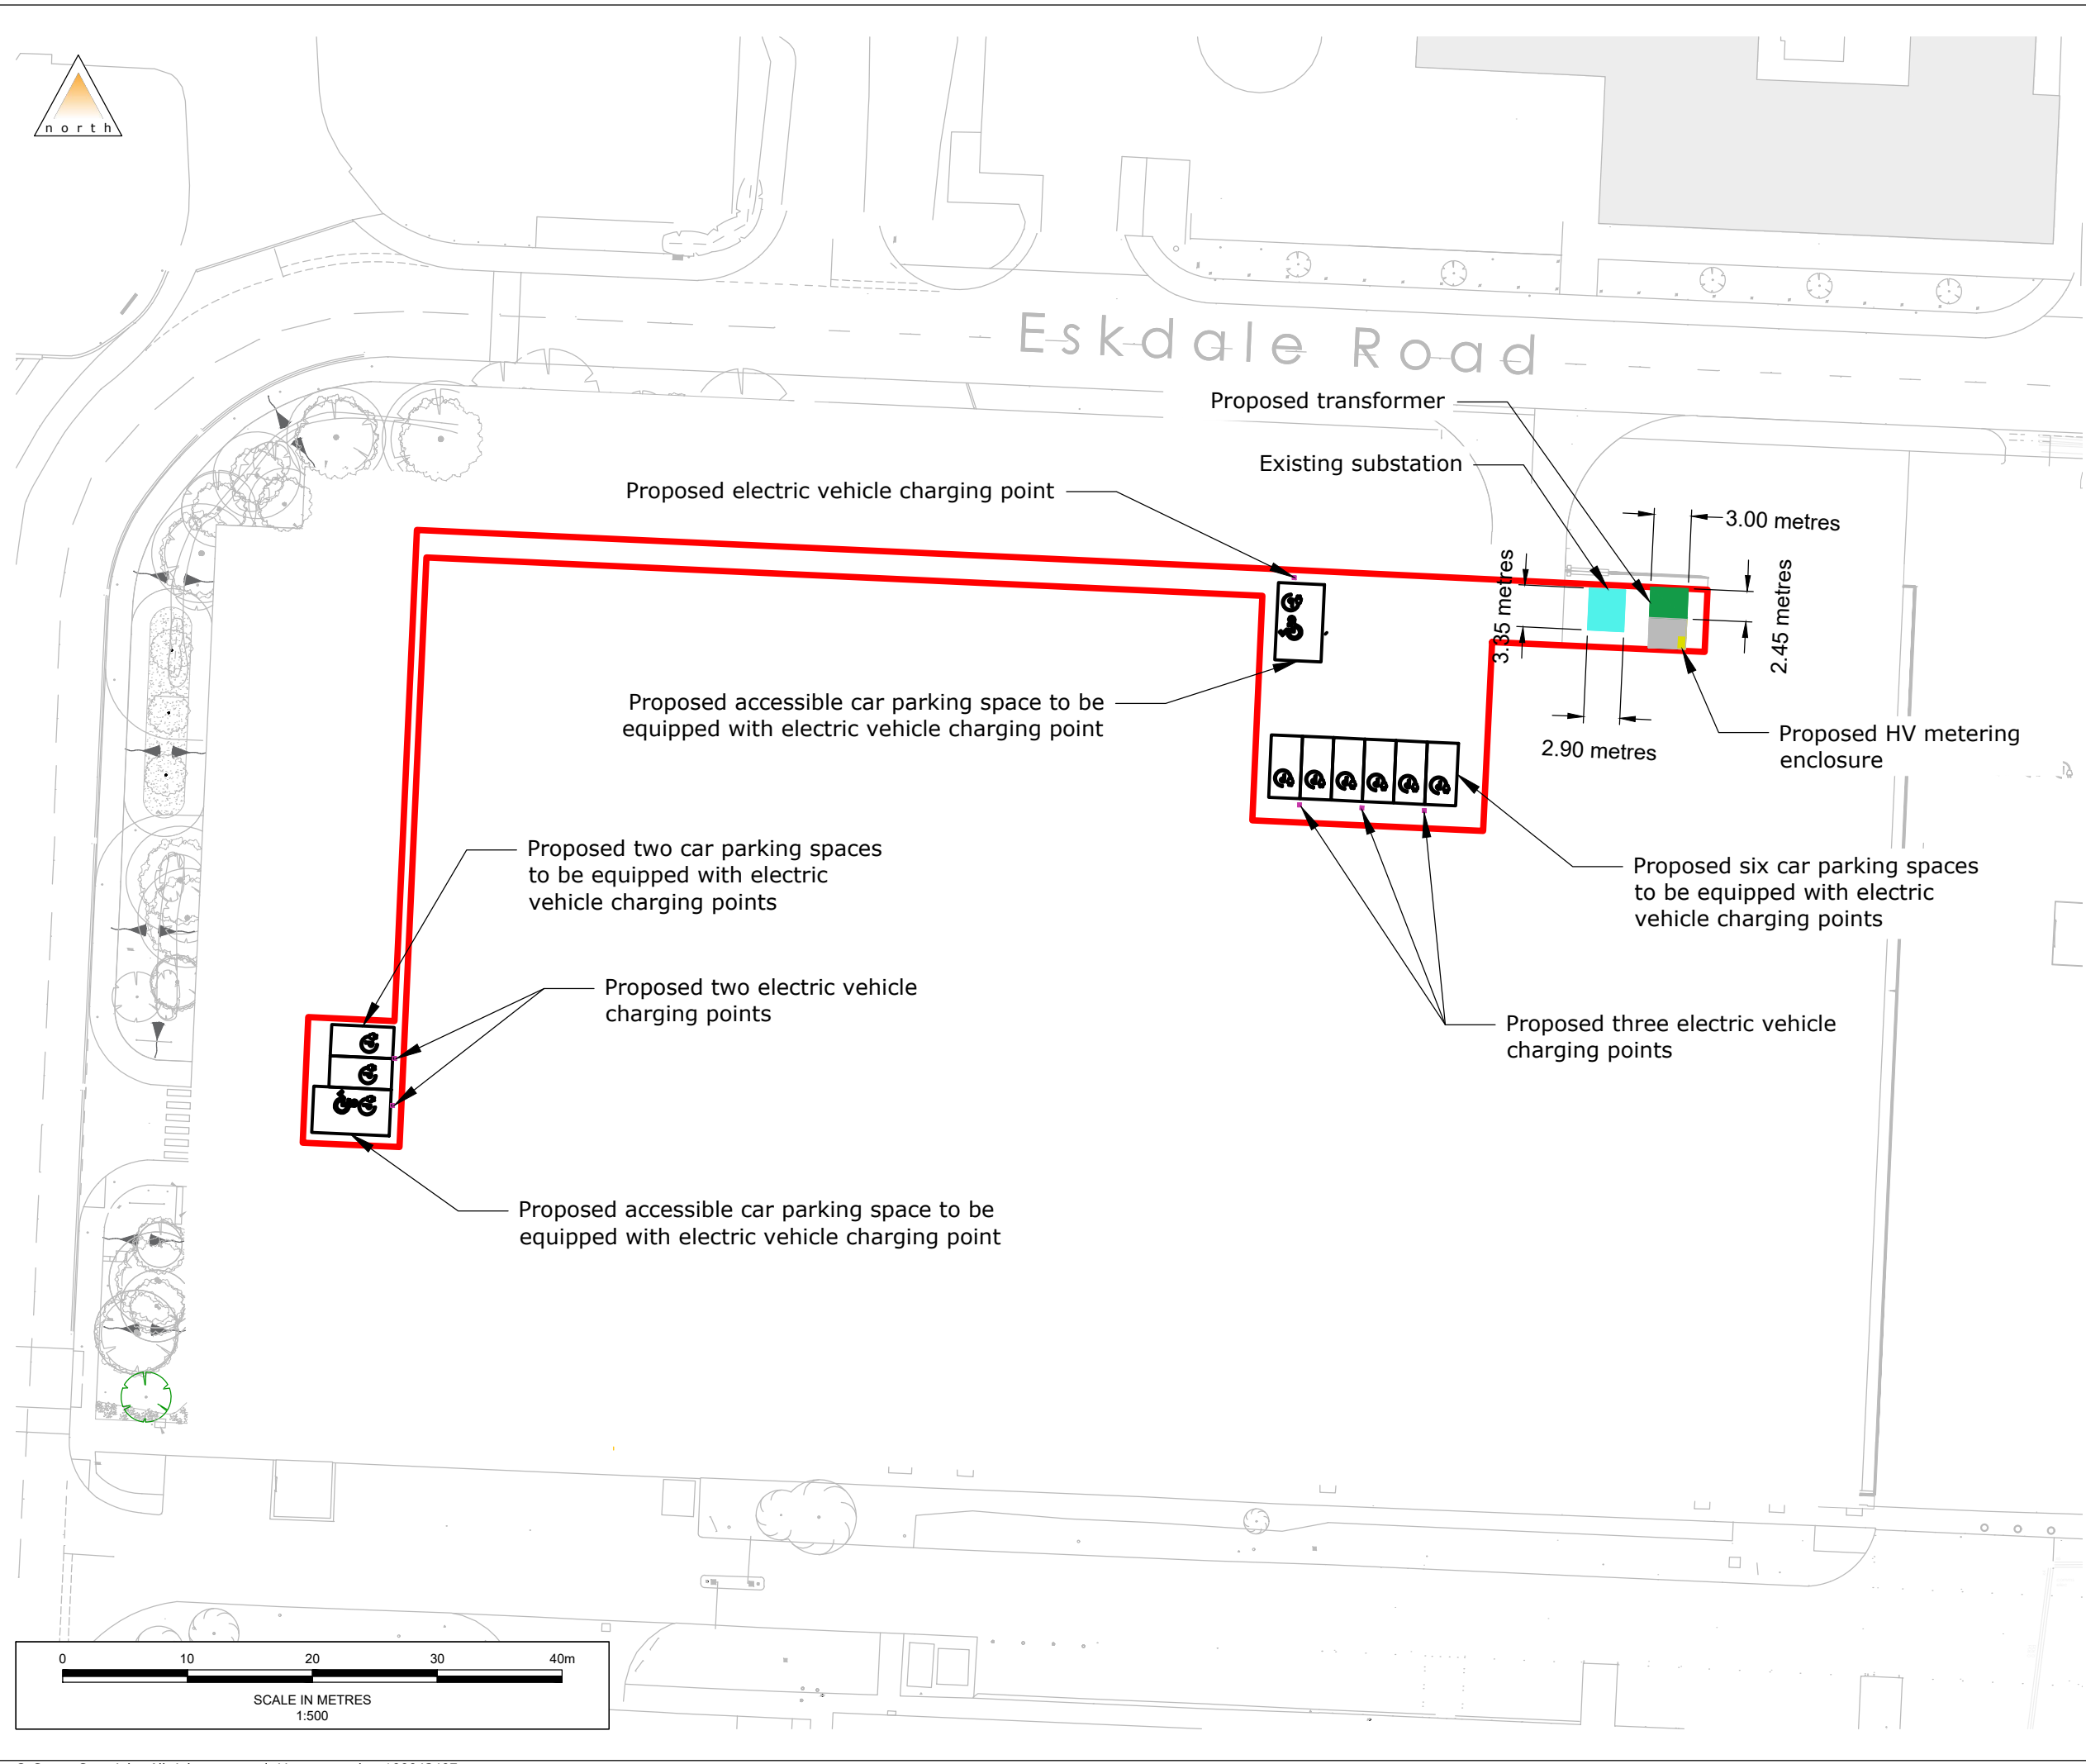 north
Eskdale Road
Proposed transformer
Existing substation
Proposed electric vehicle charging point
3.00 metres
3.35 metres
2.45 metres
2.90 metres
Proposed accessible car parking space to be
equipped with electric vehicle charging point
Proposed HV metering
enclosure
Proposed two car parking spaces
to be equipped with electric
vehicle charging points
Proposed six car parking spaces
to be equipped with electric
vehicle charging points
Proposed two electric vehicle
charging points
Proposed three electric vehicle
charging points
Proposed accessible car parking space to be
equipped with electric vehicle charging point
0 10 20 30 40m
SCALE IN METRES
1:500